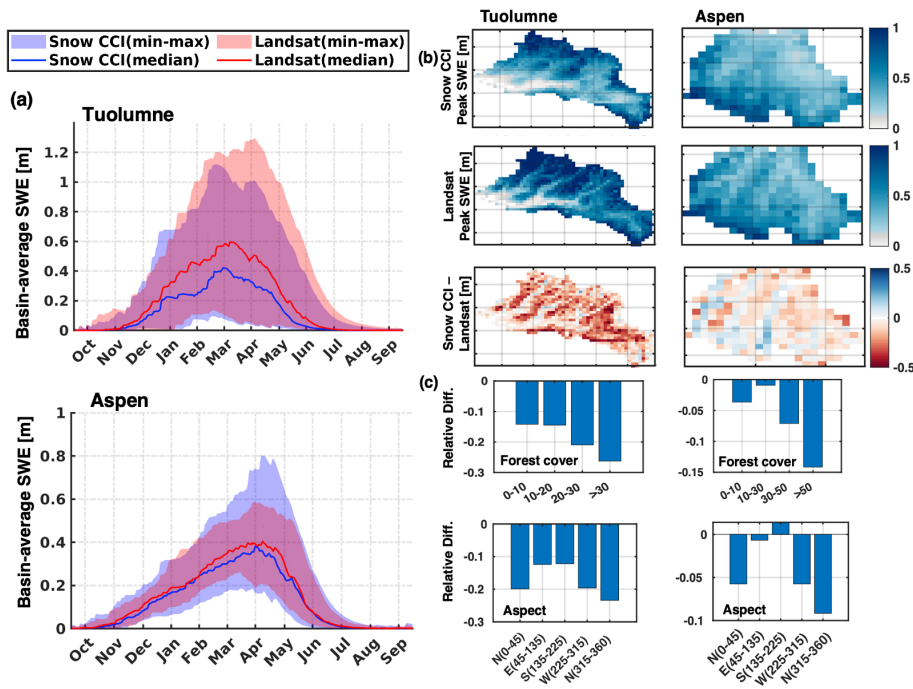 Snow CCI(min-max)
Landsat(min-max)
Snow CCI(median)
Landsat(median)
(a)
Tuolumne
Basin-average SWE [m]
1.2
1
0.8
0.6
0.4
0.2
0
Oct Nov Dec Jan Feb Mar Apr May Jun Jul Aug Sep
Aspen
Basin-average SWE [m]
1
0.8
0.6
0.4
0.2
0
Oct Nov Dec Jan Feb Mar Apr May Jun Jul Aug Sep
(b)
Tuolumne
Aspen
Snow CCI
Peak SWE [m]
1
0.5
0
Landsat
Peak SWE [m]
1
0.5
0
Snow CCI –
Landsat
0.5
0
-0.5
(c)
Relative Diff.
0
-0.1
-0.2
-0.3
Forest cover
0-10 10-20 20-30 >30
0
-0.05
-0.1
-0.15
Forest cover
0-10 10-30 30-50 >50
Relative Diff.
0
-0.1
-0.2
-0.3
Aspect
N(0-45) E(45-135) S(135-225) W(225-315) N(315-360)
0
-0.05
-0.1
Aspect
N(0-45) E(45-135) S(135-225) W(225-315) N(315-360)